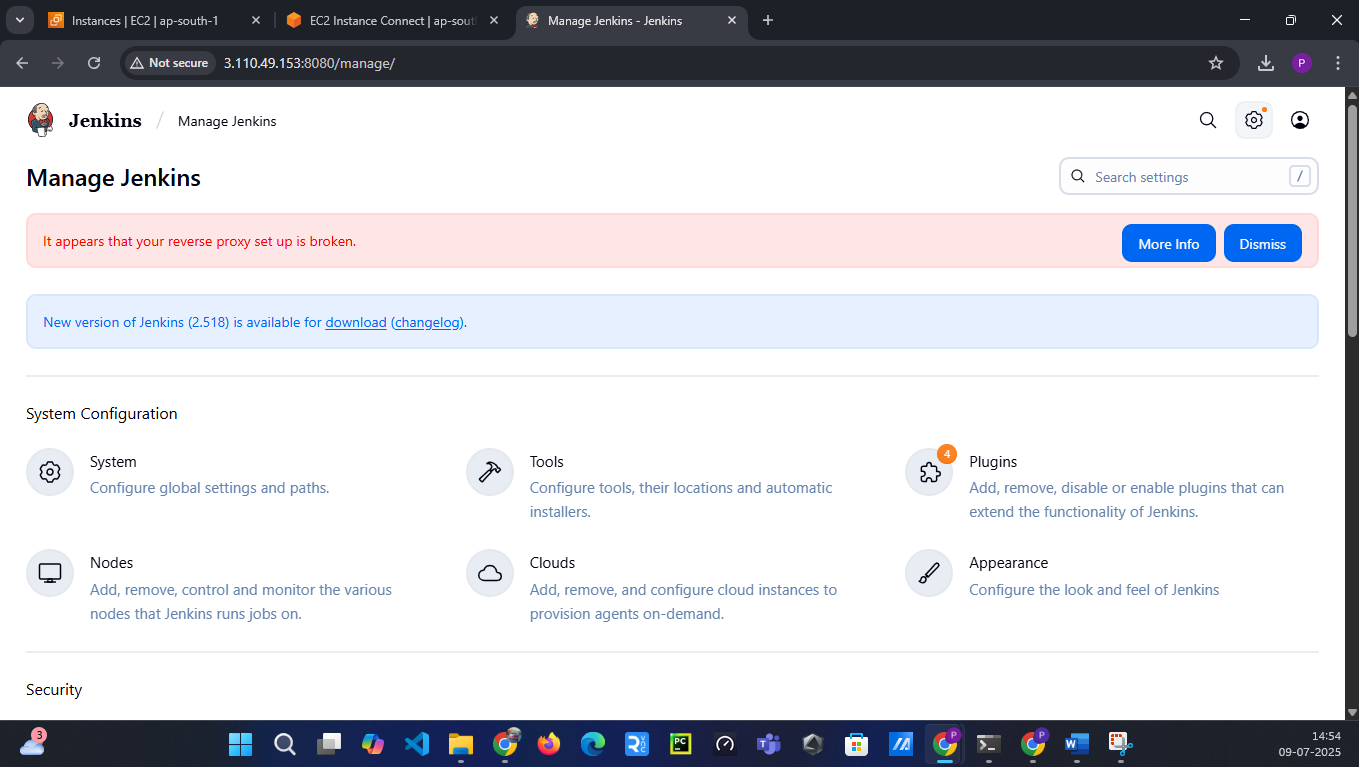 Instances | EC2 | ap-south-1
EC2 Instance Connect | ap-sout
Manage Jenkins - Jenkins
Not secure
3.110.49.153:8080/manage/
P
Jenkins / Manage Jenkins
Manage Jenkins
Search settings
/
It appears that your reverse proxy set up is broken.
More Info
Dismiss
New version of Jenkins (2.518) is available for download (changelog).
System Configuration
System
Configure global settings and paths.
Tools
Configure tools, their locations and automatic
installers.
4
Plugins
Add, remove, disable or enable plugins that can
extend the functionality of Jenkins.
Nodes
Add, remove, control and monitor the various
nodes that Jenkins runs jobs on.
Clouds
Add, remove, and configure cloud instances to
provision agents on-demand.
Appearance
Configure the look and feel of Jenkins
Security
3
PC
P
P
14:54
09-07-2025